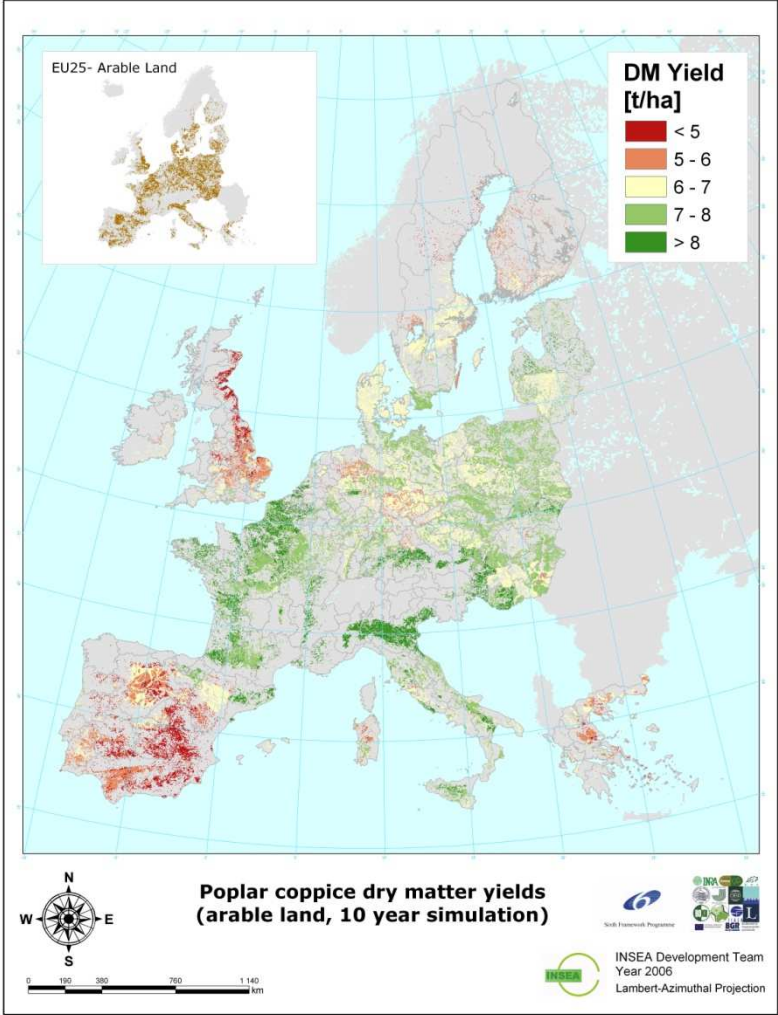 EU25- Arable Land
DM Yield
[t/ha]
< 5
5 - 6
6 - 7
7 - 8
> 8
N
W
E
S
Poplar coppice dry matter yields
(arable land, 10 year simulation)
Sixth Framework Programme
INRA
BGR
L
0 190 380 760 1 140
km
INSEA
INSEA Development Team
Year 2006
Lambert-Azimuthal Projection